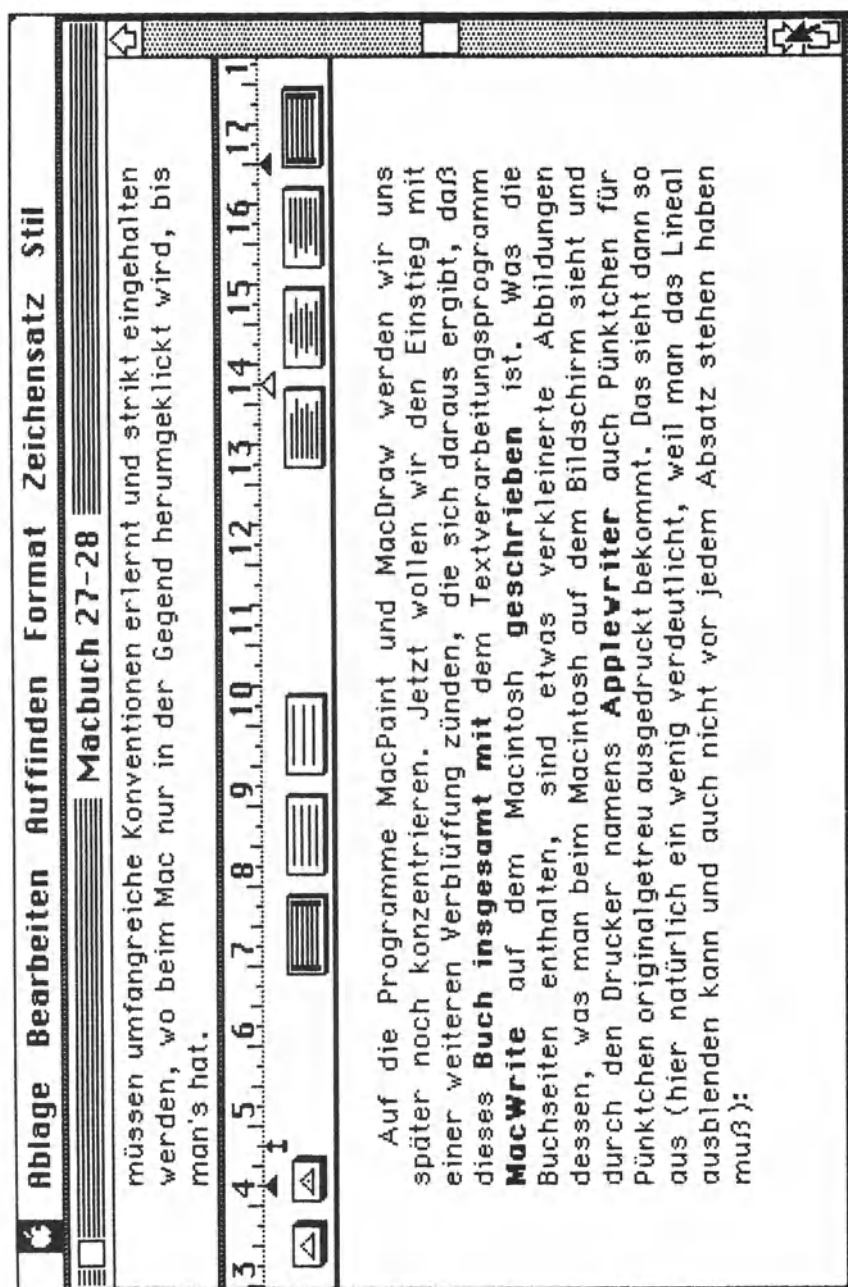 Ablage Bearbeiten Auffinden Format Zeichensatz Stil
Macbuch 27-28
müssen umfangreiche Konventionen erlernt und strikt eingehalten
werden, wo beim Mac nur in der Gegend herumgeklickt wird, bis
man's hat.
3 4 5 6 7 8 9 10 11 12 13 14 15 16 17 1
Auf die Programme MacPaint und MacDraw werden wir uns
später noch konzentrieren. Jetzt wollen wir den Einstieg mit
einer weiteren Verblüffung zünden, die sich daraus ergibt, daß
dieses Buch insgesamt mit dem Textverarbeitungsprogramm
MacWrite auf dem Macintosh geschrieben ist. Was die
Buchseiten enthalten, sind etwas verkleinerte Abbildungen
dessen, was man beim Macintosh auf dem Bildschirm sieht und
durch den Drucker namens Applewriter auch Pünktchen für
Pünktchen originalgetreu ausgedruckt bekommt. Das sieht dann so
aus (hier natürlich ein wenig verdeutlicht, weil man das Lineal
ausblenden kann und auch nicht vor jedem Absatz stehen haben
muß):